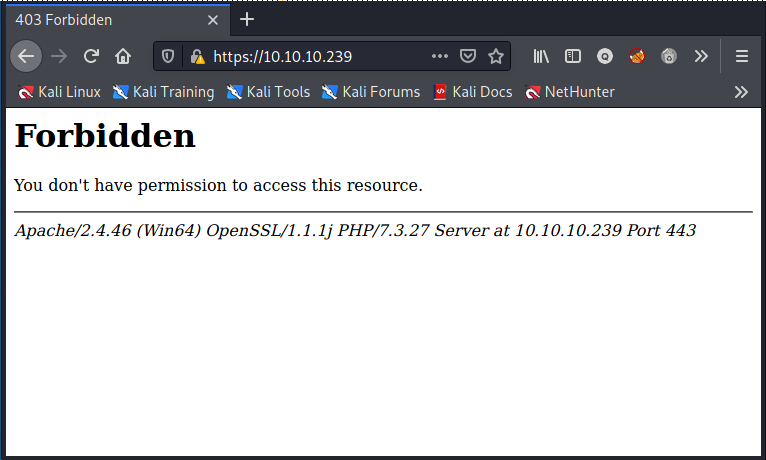 403 Forbidden
https://10.10.10.239
Kali Linux Kali Training Kali Tools Kali Forums Kali Docs NetHunter
Forbidden
You don't have permission to access this resource.
Apache/2.4.46 (Win64) OpenSSL/1.1.1j PHP/7.3.27 Server at 10.10.10.239 Port 443